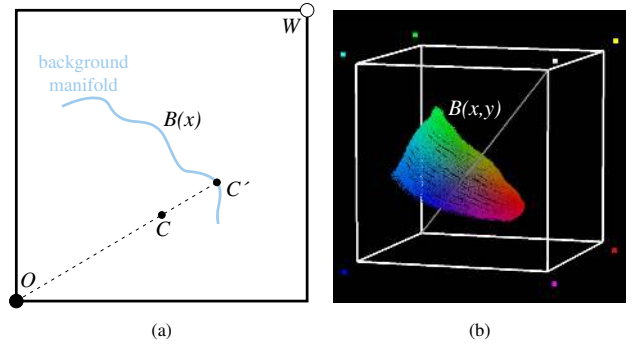 W
background
manifold
B(x)
B(x,y)
C′
C
O
(a)
(b)